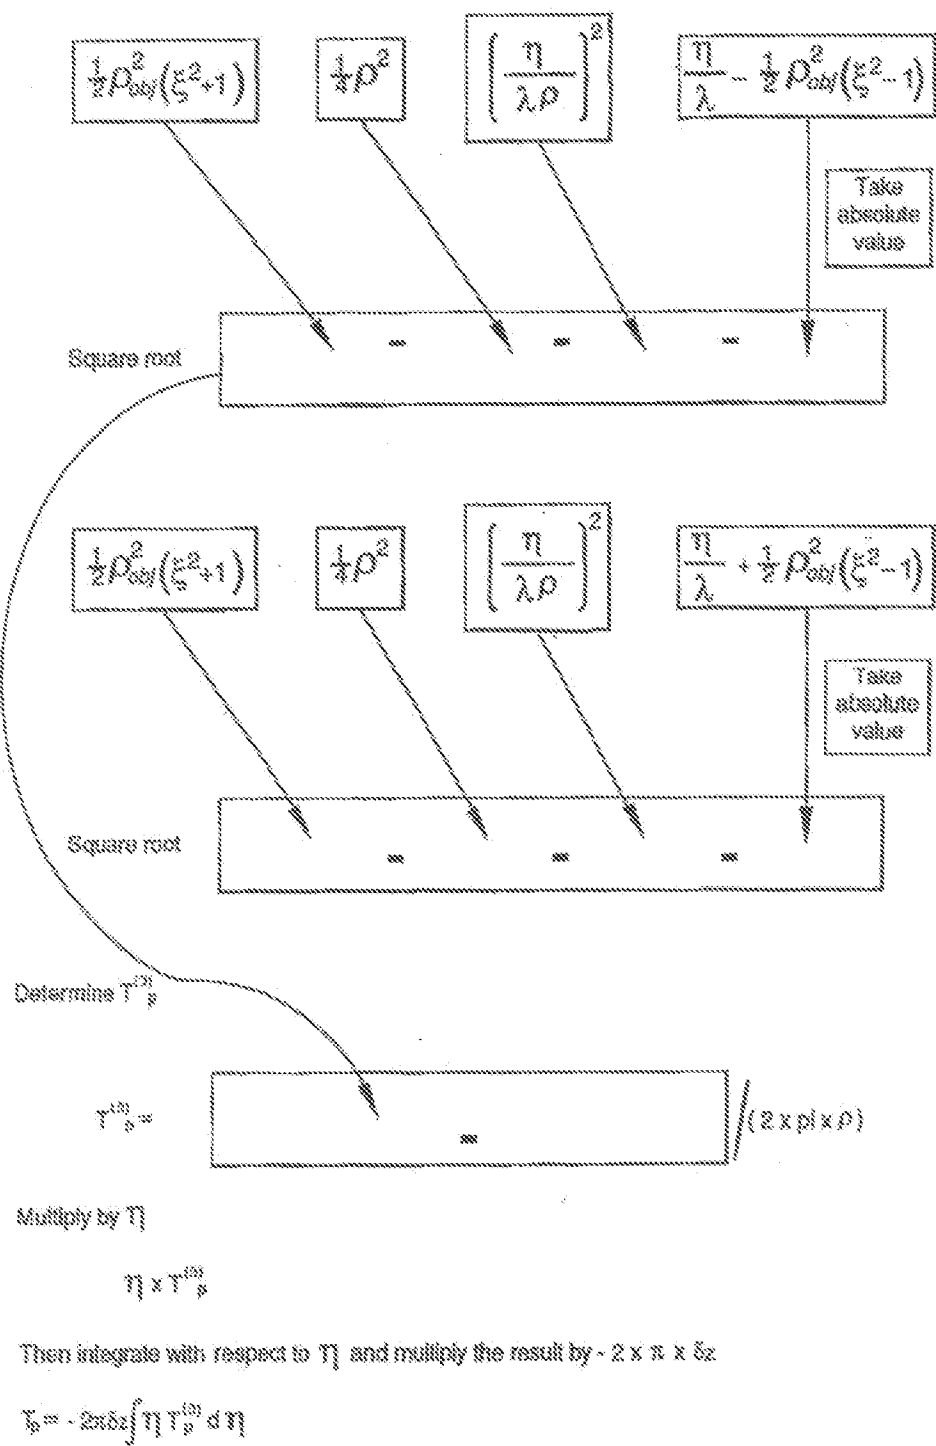 ½ρ²obj(ξ²+1) ¼ρ² (η/λρ)² η/λ - ½ρ²obj(ξ²-1)
Take
absolute
value
- - -
Square root
½ρ²obj(ξ²+1) ¼ρ² (η/λρ)² η/λ + ½ρ²obj(ξ²-1)
Take
absolute
value
Square root
- - -
Determine T⁽³⁾p
T⁽³⁾p = - /(2 x pi x ρ)
Multiply by η
η x T⁽³⁾p
Then integrate with respect to η and multiply the result by - 2 x π x δz
Tp = - 2πδz∫η T⁽³⁾p d η